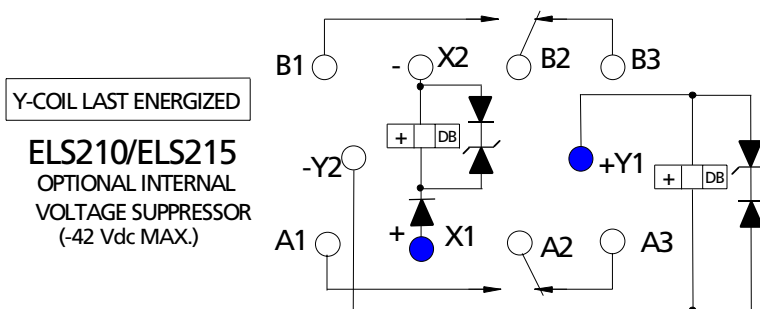 B1
- X2
B2
B3
Y-COIL LAST ENERGIZED
+ DB
ELS210/ELS215
-Y2
+Y1
OPTIONAL INTERNAL
+ DB
VOLTAGE SUPPRESSOR
(-42 Vdc MAX.)
A1
+ X1
A2
A3